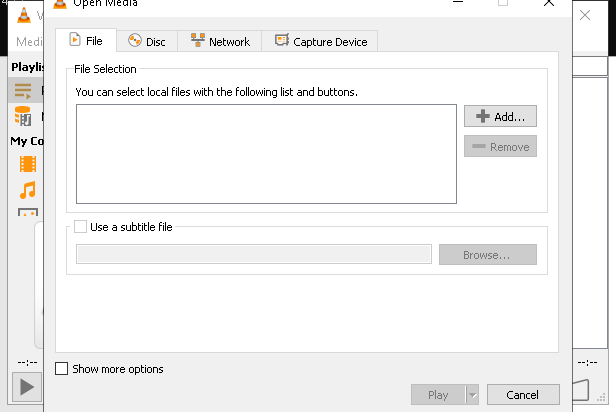 Open Media
Medi
File
Disc
Network
Capture Device
Playlis
File Selection
You can select local files with the following list and buttons.
Add...
Remove
My Co
Use a subtitle file
Browse...
--:--
--:--
Show more options
Play
Cancel